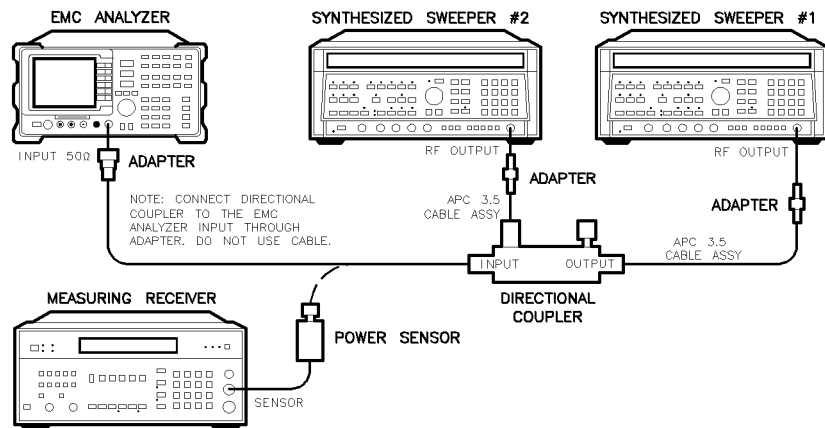 EMC ANALYZER
SYNTHESIZED SWEEPER #2
SYNTHESIZED SWEEPER #1
INPUT 50Ω
ADAPTER
RF OUTPUT
RF OUTPUT
ADAPTER
ADAPTER
NOTE: CONNECT DIRECTIONAL
COUPLER TO THE EMC
ANALYZER INPUT THROUGH
ADAPTER. DO NOT USE CABLE.
APC 3.5
CABLE ASSY
APC 3.5
CABLE ASSY
INPUT
OUTPUT
DIRECTIONAL
COUPLER
MEASURING RECEIVER
POWER SENSOR
SENSOR